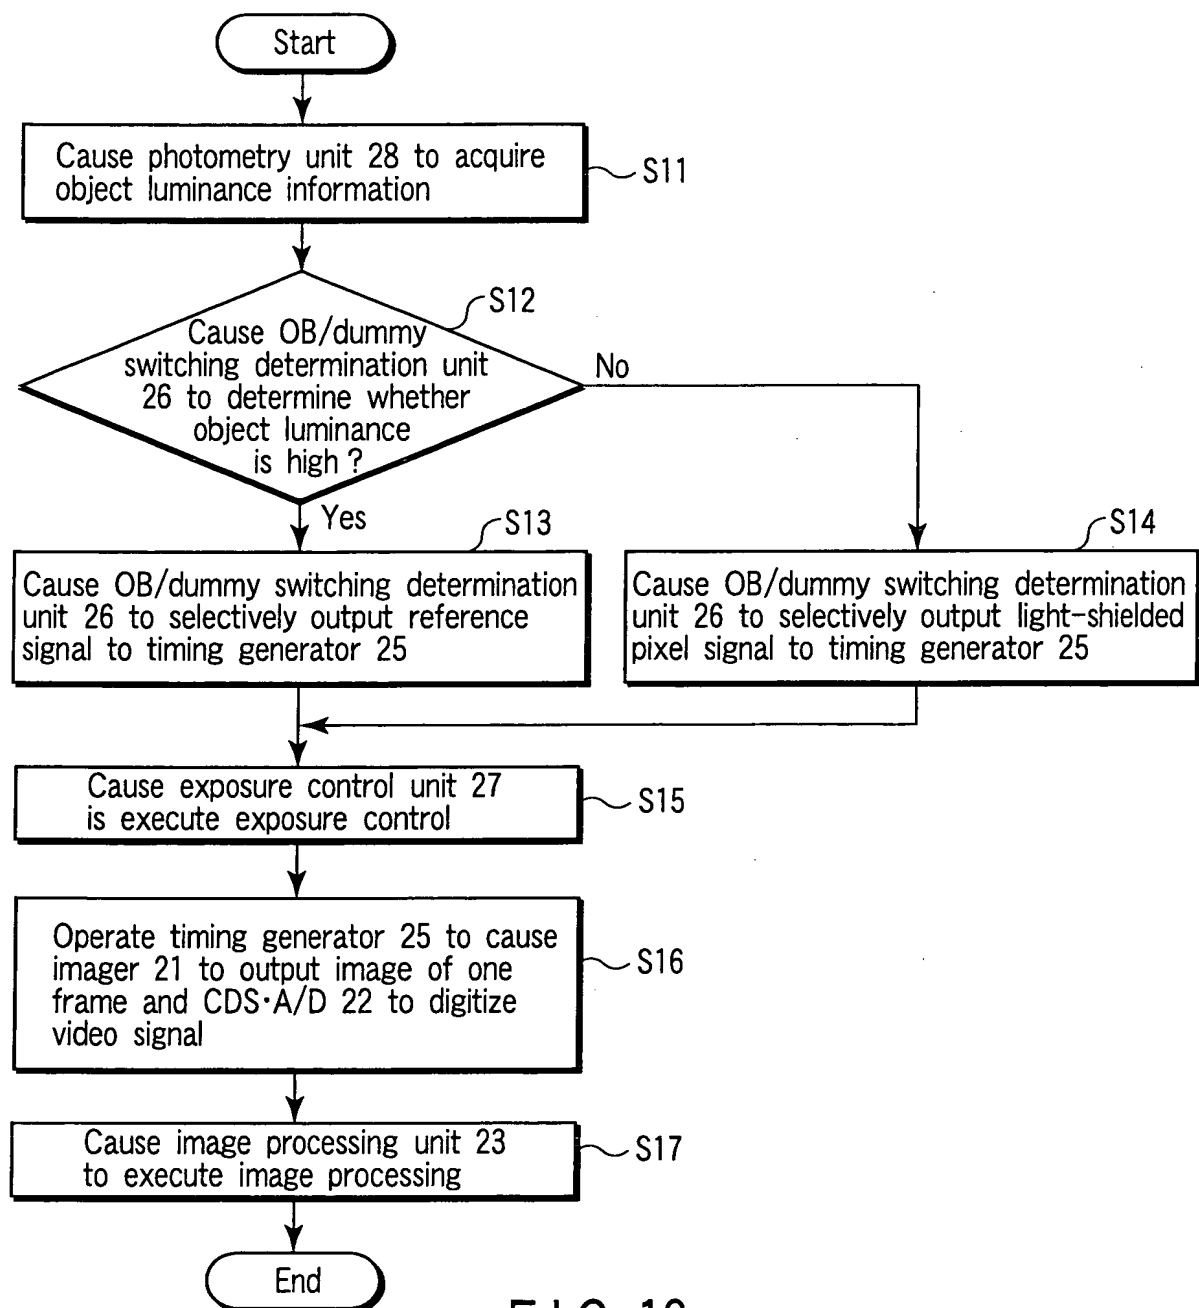 Start
Cause photometry unit 28 to acquire
object luminance information
S11
S12
Cause OB/dummy
switching determination unit
26 to determine whether
object luminance
is high?
No
Yes
S13
S14
Cause OB/dummy switching determination
unit 26 to selectively output reference
signal to timing generator 25
Cause OB/dummy switching determination
unit 26 to selectively output light-shielded
pixel signal to timing generator 25
Cause exposure control unit 27
is execute exposure control
S15
Operate timing generator 25 to cause
imager 21 to output image of one
frame and CDS·A/D 22 to digitize
video signal
S16
Cause image processing unit 23
to execute image processing
S17
End